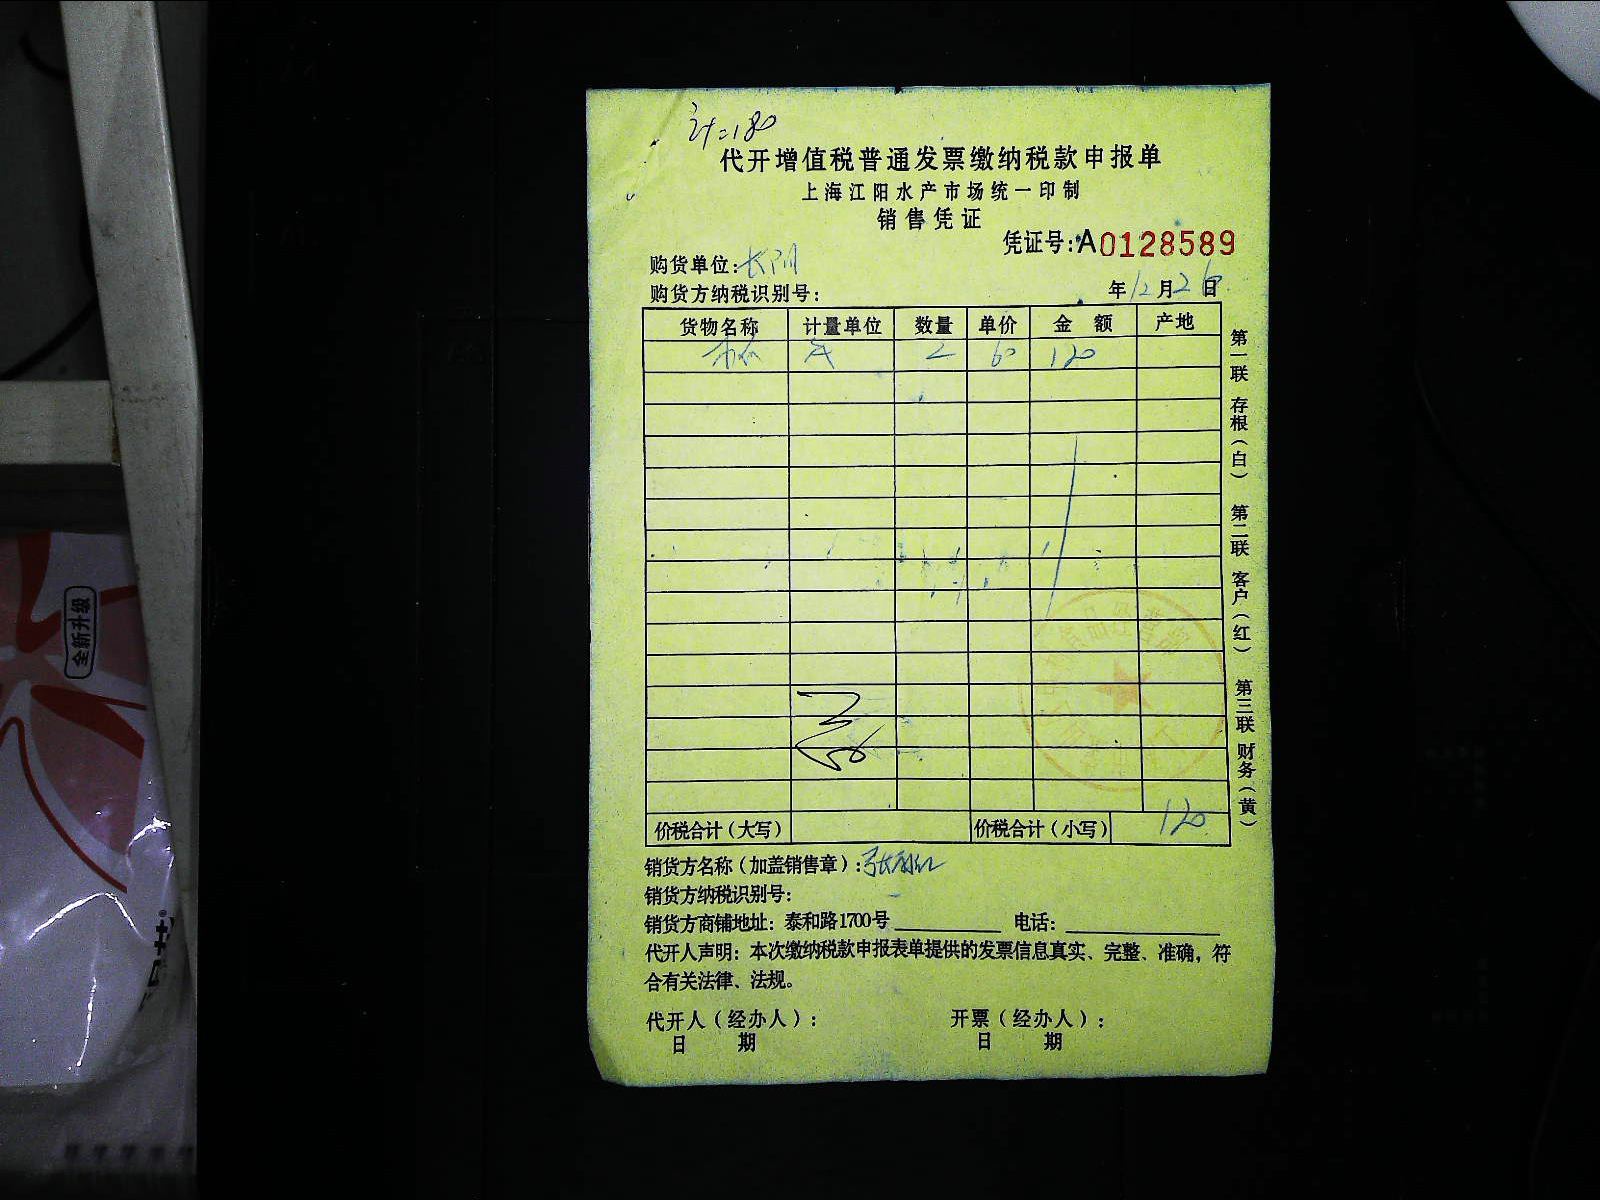 计=180
代开增值税普通发票缴纳税款申报单
上海江阳水产市场统一印制
销售凭证
凭证号:A0128589
购货单位:
购货方纳税识别号: 年12月26日
货物名称 计量单位 数量 单价 金 额 产地
2 60 120
价税合计(大写) 价税合计(小写) 120
销货方名称(加盖销售章):张
销货方纳税识别号:
销货方商铺地址: 泰和路1700号 电话:
代开人声明: 本次缴纳税款申报表单提供的发票信息真实、完整、准确,符
合有关法律、法规。
代开人(经办人): 开票(经办人):
日 期 日 期
第一联 存根(白) 第二联 客户(红) 第三联 财务(黄)
全新升级